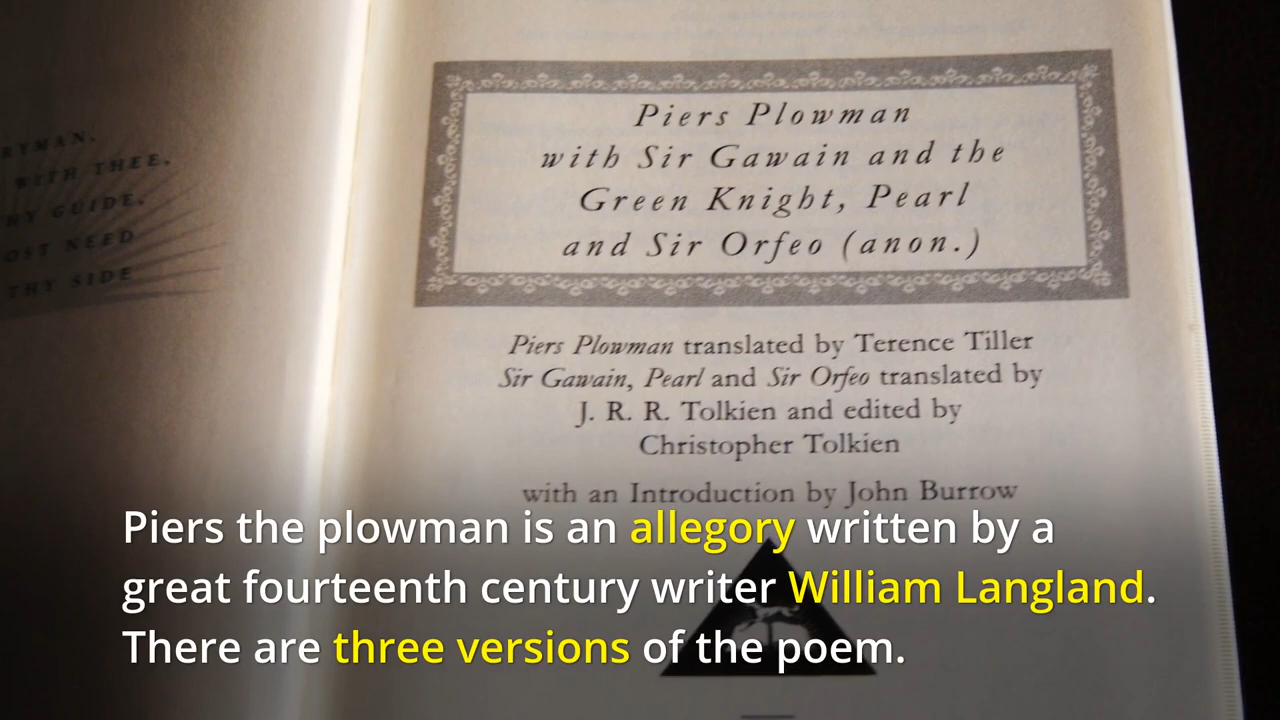 RYMAN,
WITH THEE,
HY GUIDE,
OST NEED
THY SIDE
Piers Plowman
with Sir Gawain and the
Green Knight, Pearl
and Sir Orfeo (anon.)
Piers Plowman translated by Terence Tiller
Sir Gawain, Pearl and Sir Orfeo translated by
J. R. R. Tolkien and edited by
Christopher Tolkien
with an Introduction by John Burrow
Piers the plowman is an allegory written by a
great fourteenth century writer William Langland.
There are three versions of the poem.